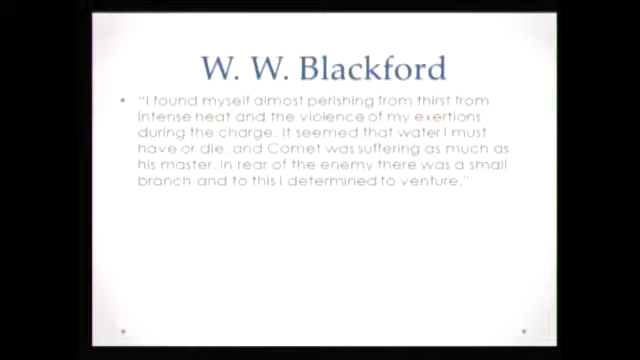 W. W. Blackford
• "I found myself almost perishing from thirst from
intense heat and the violence of my exertions
during the charge. It seemed that water I must
have or die, and Comet was suffering as much as
his master. In rear of the enemy there was a small
branch and to this I determined to venture."